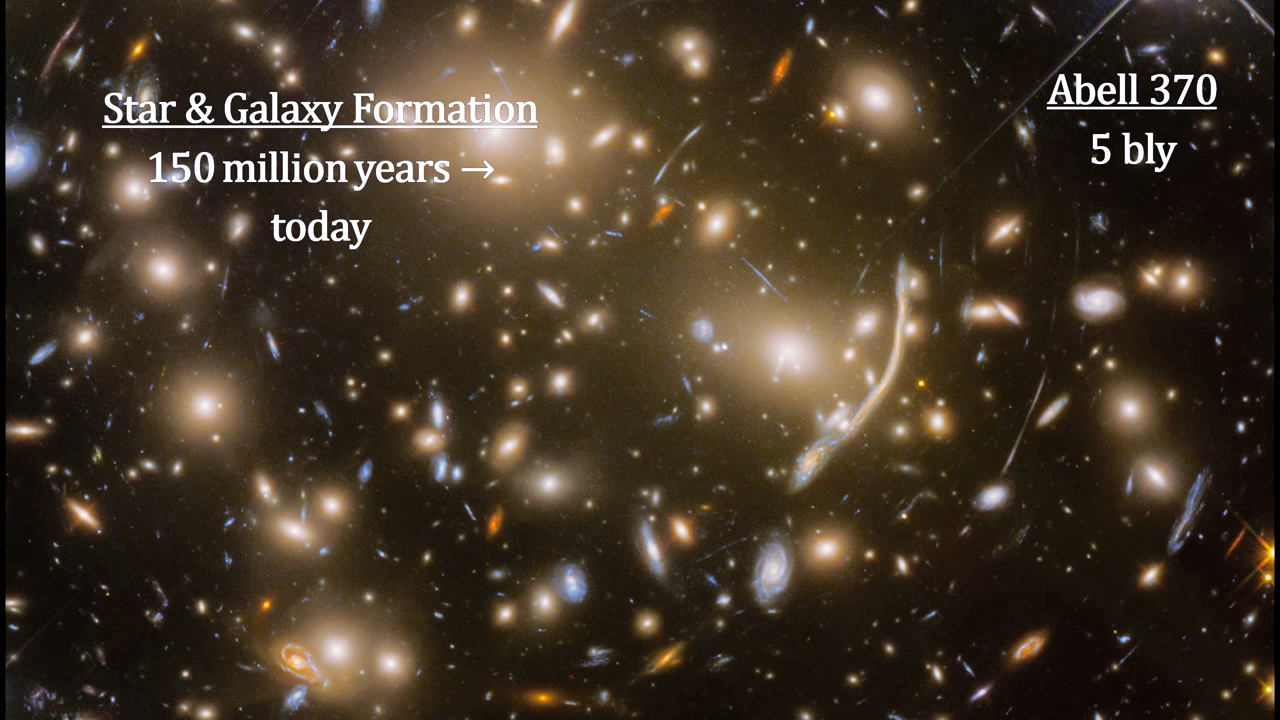 Star & Galaxy Formation
150 million years →
today
Abell 370
5 bly